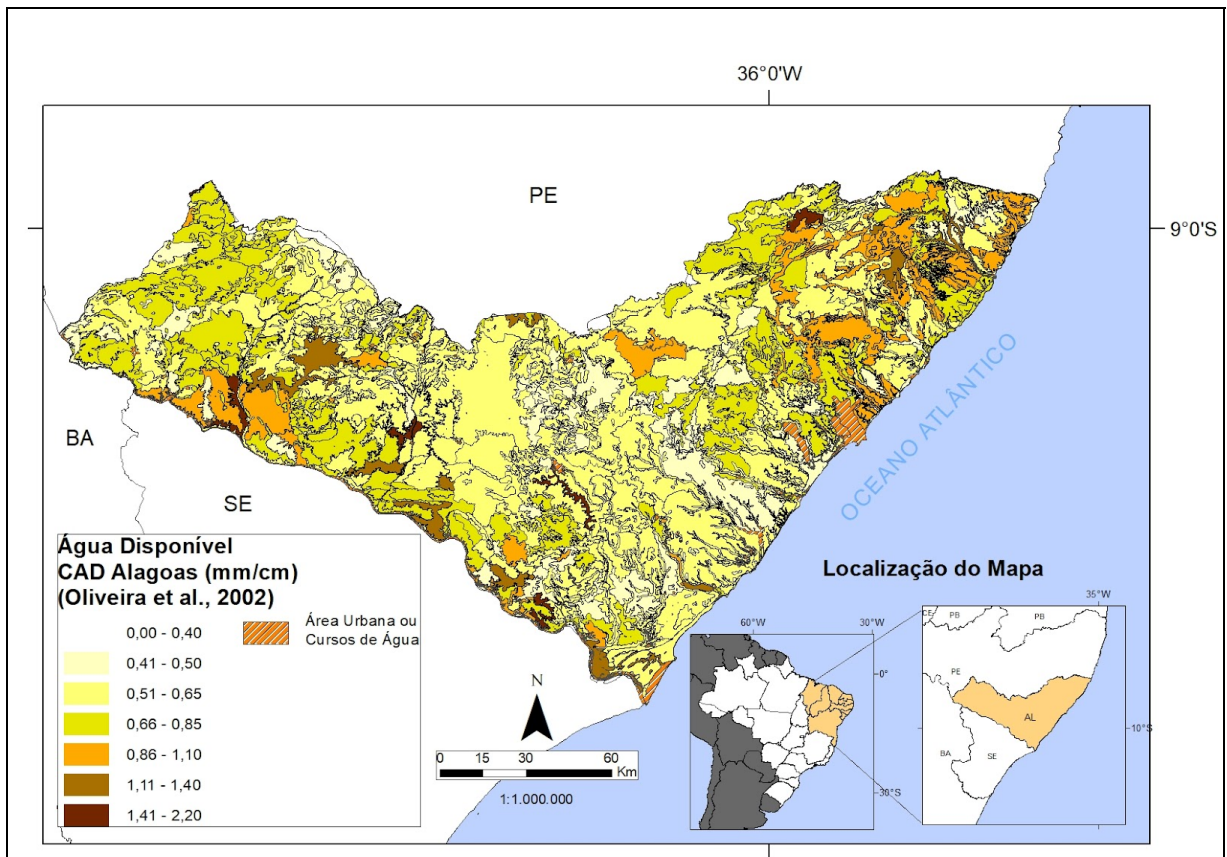 36°0'W
PE
9°0'S
BA
SE
OCEANO ATLÂNTICO
Água Disponível
CAD Alagoas (mm/cm)
(Oliveira et al., 2002)
0,00 - 0,40
0,41 - 0,50
0,51 - 0,65
0,66 - 0,85
0,86 - 1,10
1,11 - 1,40
1,41 - 2,20
Área Urbana ou
Cursos de Água
N
0 15 30 45 60
Km
1:1.000.000
Localização do Mapa
60°W 30°W
0°
30°S
35°W
CE PB PB
PE
AL
10°S
BA SE